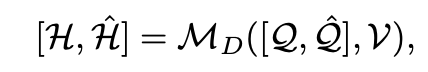 [ℋ, ℋ̂] = ℳ_D([𝒬, 𝒬̂], 𝒱),